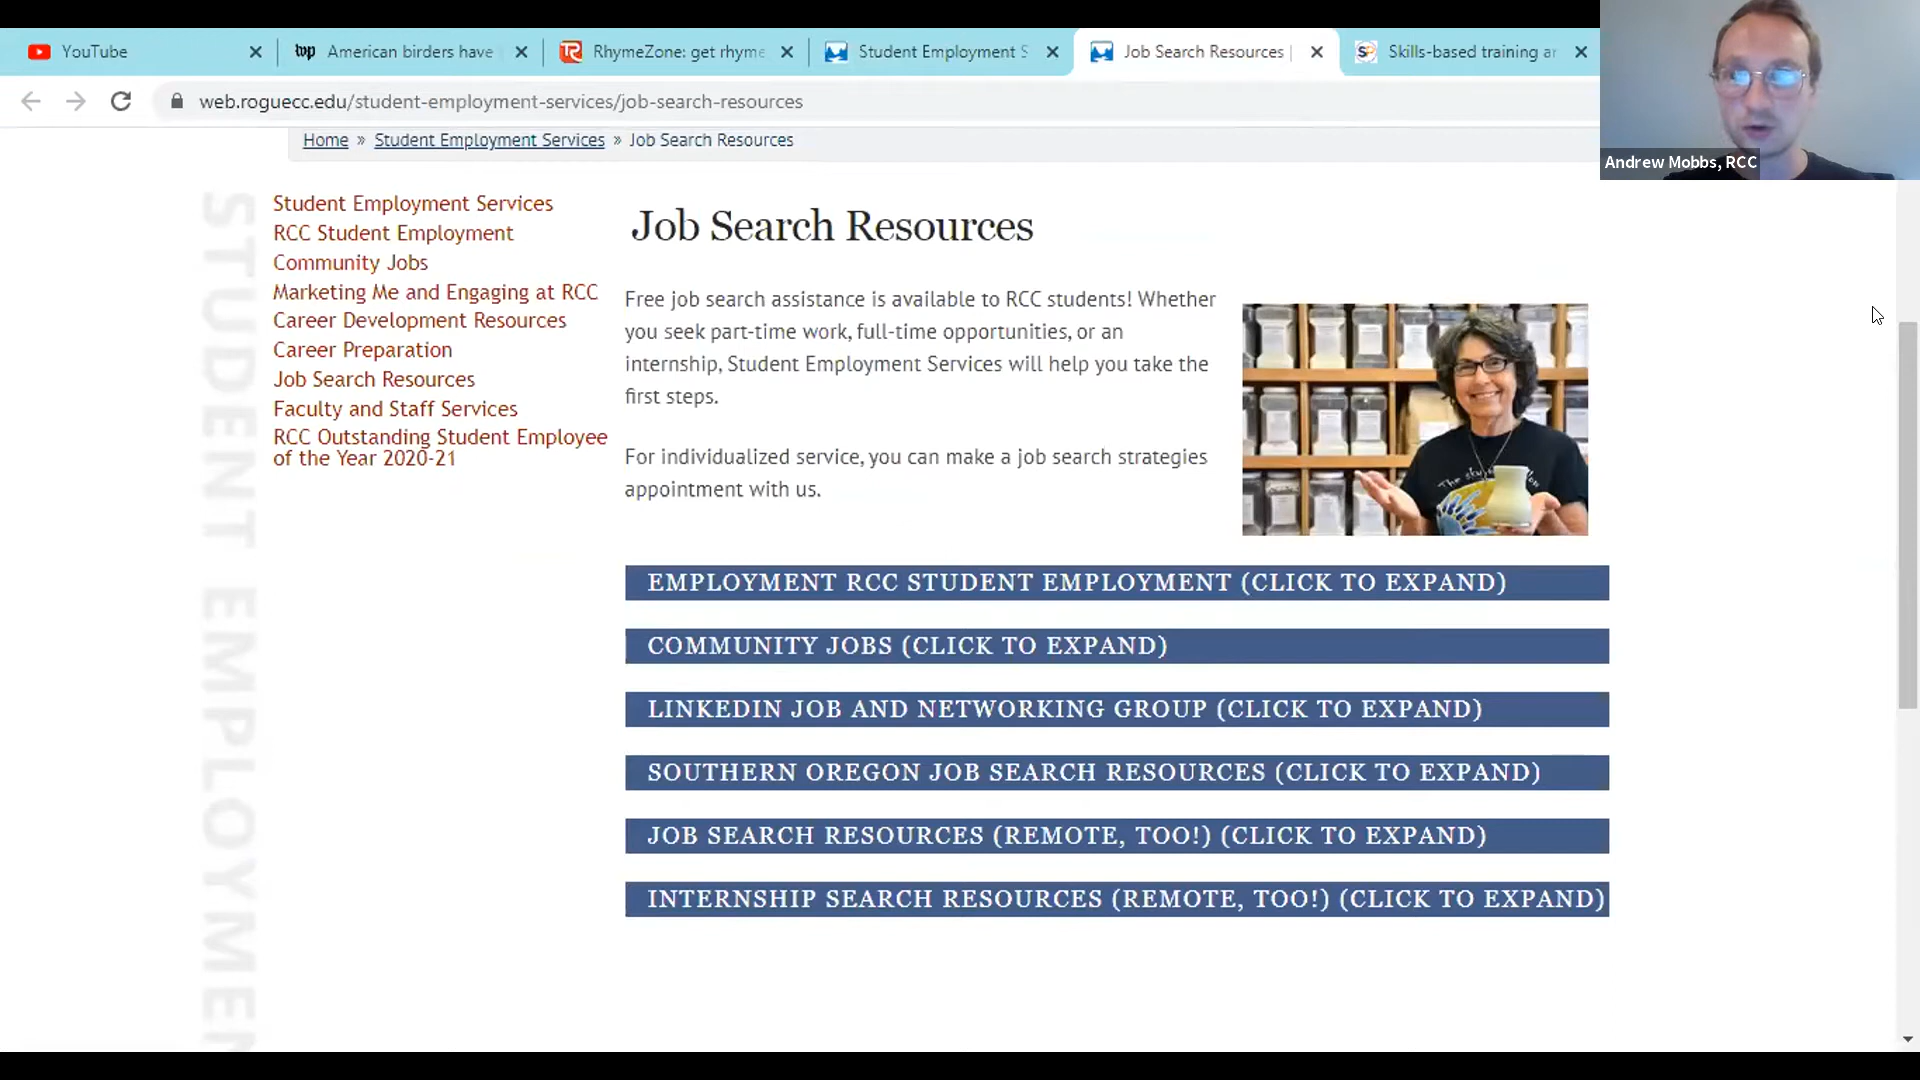 YouTube
American birders have
RhymeZone: get rhyme
Student Employment S
Job Search Resources |
Skills-based training ar
web.roguecc.edu/student-employment-services/job-search-resources
Andrew Mobbs, RCC
Home » Student Employment Services » Job Search Resources
STUDENT EMPLOYMEN
Student Employment Services
RCC Student Employment
Community Jobs
Marketing Me and Engaging at RCC
Career Development Resources
Career Preparation
Job Search Resources
Faculty and Staff Services
RCC Outstanding Student Employee
of the Year 2020-21
Job Search Resources
Free job search assistance is available to RCC students! Whether
you seek part-time work, full-time opportunities, or an
internship, Student Employment Services will help you take the
first steps.
For individualized service, you can make a job search strategies
appointment with us.
EMPLOYMENT RCC STUDENT EMPLOYMENT (CLICK TO EXPAND)
COMMUNITY JOBS (CLICK TO EXPAND)
LINKEDIN JOB AND NETWORKING GROUP (CLICK TO EXPAND)
SOUTHERN OREGON JOB SEARCH RESOURCES (CLICK TO EXPAND)
JOB SEARCH RESOURCES (REMOTE, TOO!) (CLICK TO EXPAND)
INTERNSHIP SEARCH RESOURCES (REMOTE, TOO!) (CLICK TO EXPAND)